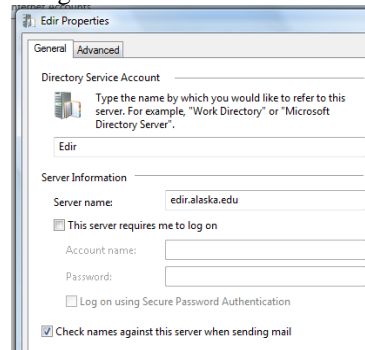 Internet Accounts
Edir Properties
General Advanced
Directory Service Account
Type the name by which you would like to refer to this
server. For example, "Work Directory" or "Microsoft
Directory Server".
Edir
Server Information
Server name: edir.alaska.edu
This server requires me to log on
Account name:
Password:
Log on using Secure Password Authentication
Check names against this server when sending mail